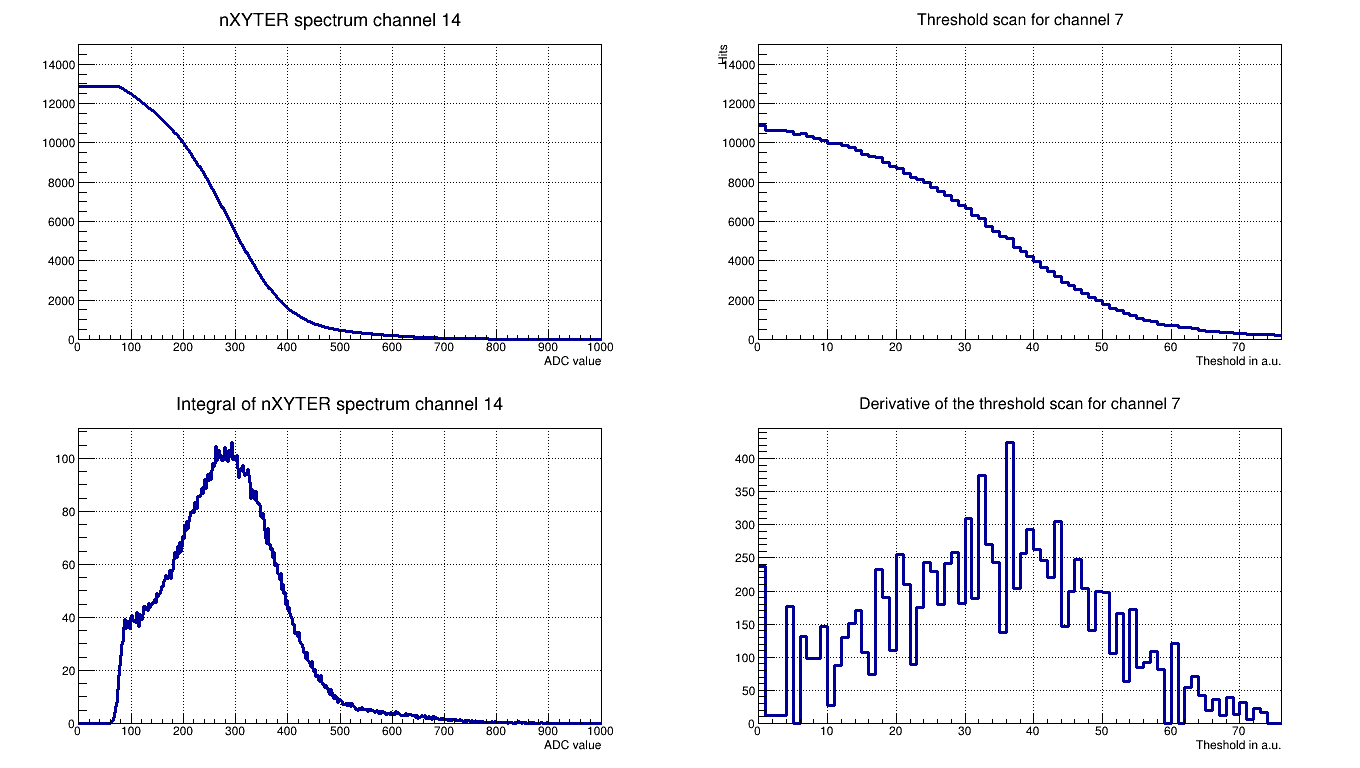 nXYTER spectrum channel 14
14000
12000
10000
8000
6000
4000
2000
0
0 100 200 300 400 500 600 700 800 900 1000
ADC value
Threshold scan for channel 7
Hits
14000
12000
10000
8000
6000
4000
2000
0
0 10 20 30 40 50 60 70
Theshold in a.u.
Integral of nXYTER spectrum channel 14
100
80
60
40
20
0
0 100 200 300 400 500 600 700 800 900 1000
ADC value
Derivative of the threshold scan for channel 7
400
350
300
250
200
150
100
50
0
0 10 20 30 40 50 60 70
Theshold in a.u.